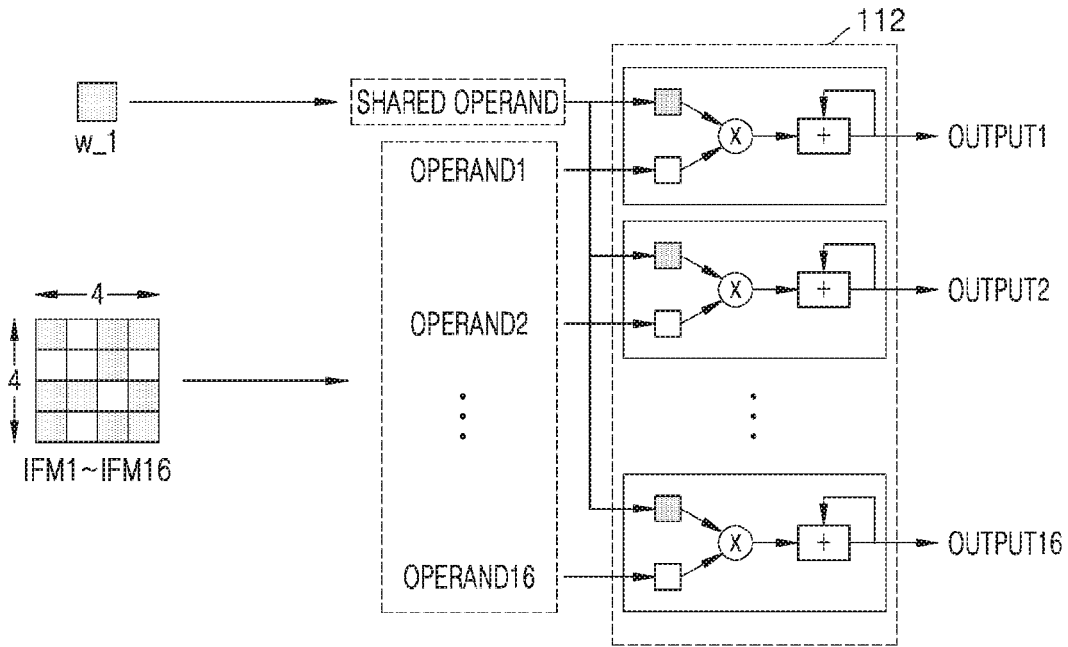 112
SHARED OPERAND
w_1
OPERAND1
X
+
OUTPUT1
4
4
OPERAND2
X
+
OUTPUT2
IFM1~IFM16
OPERAND16
X
+
OUTPUT16